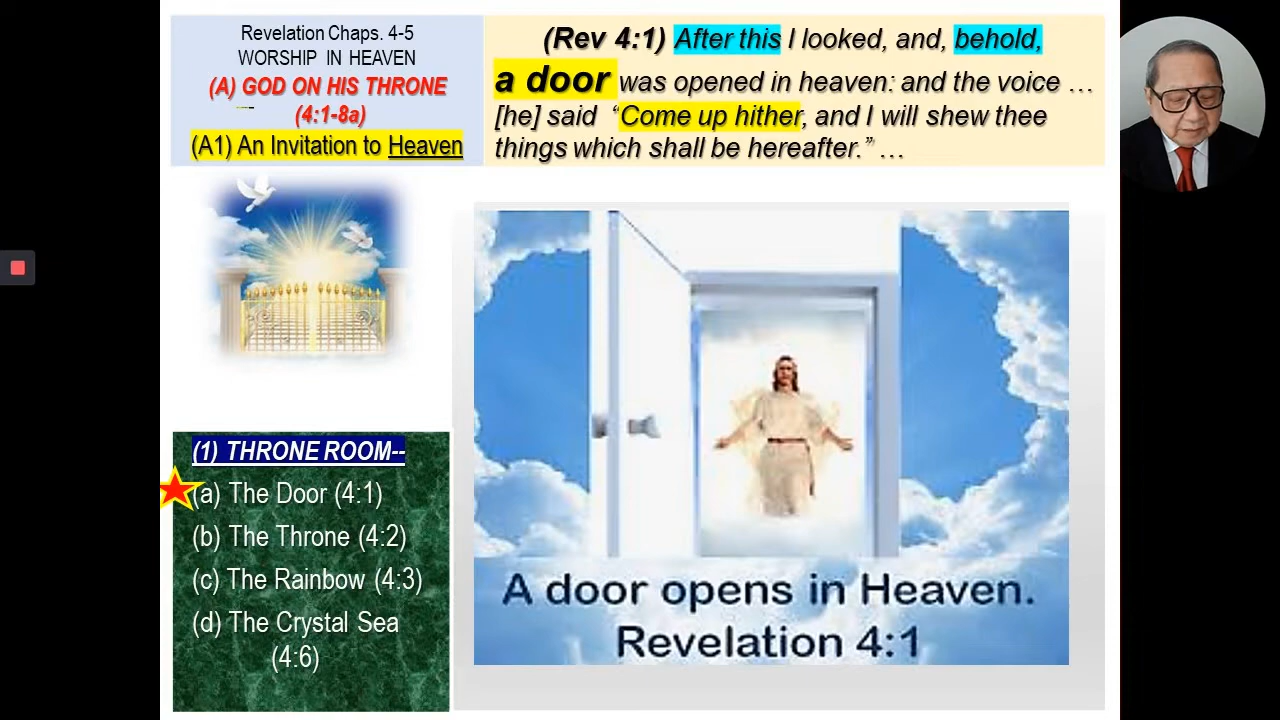 Revelation Chaps. 4-5
WORSHIP IN HEAVEN
(A) GOD ON HIS THRONE
(4:1-8a)
(A1) An Invitation to Heaven
(Rev 4:1) After this I looked, and, behold,
a door was opened in heaven: and the voice …
[he] said “Come up hither, and I will shew thee
things which shall be hereafter.” …
(1) THRONE ROOM--
(a) The Door (4:1)
(b) The Throne (4:2)
(c) The Rainbow (4:3)
(d) The Crystal Sea
(4:6)
A door opens in Heaven.
Revelation 4:1